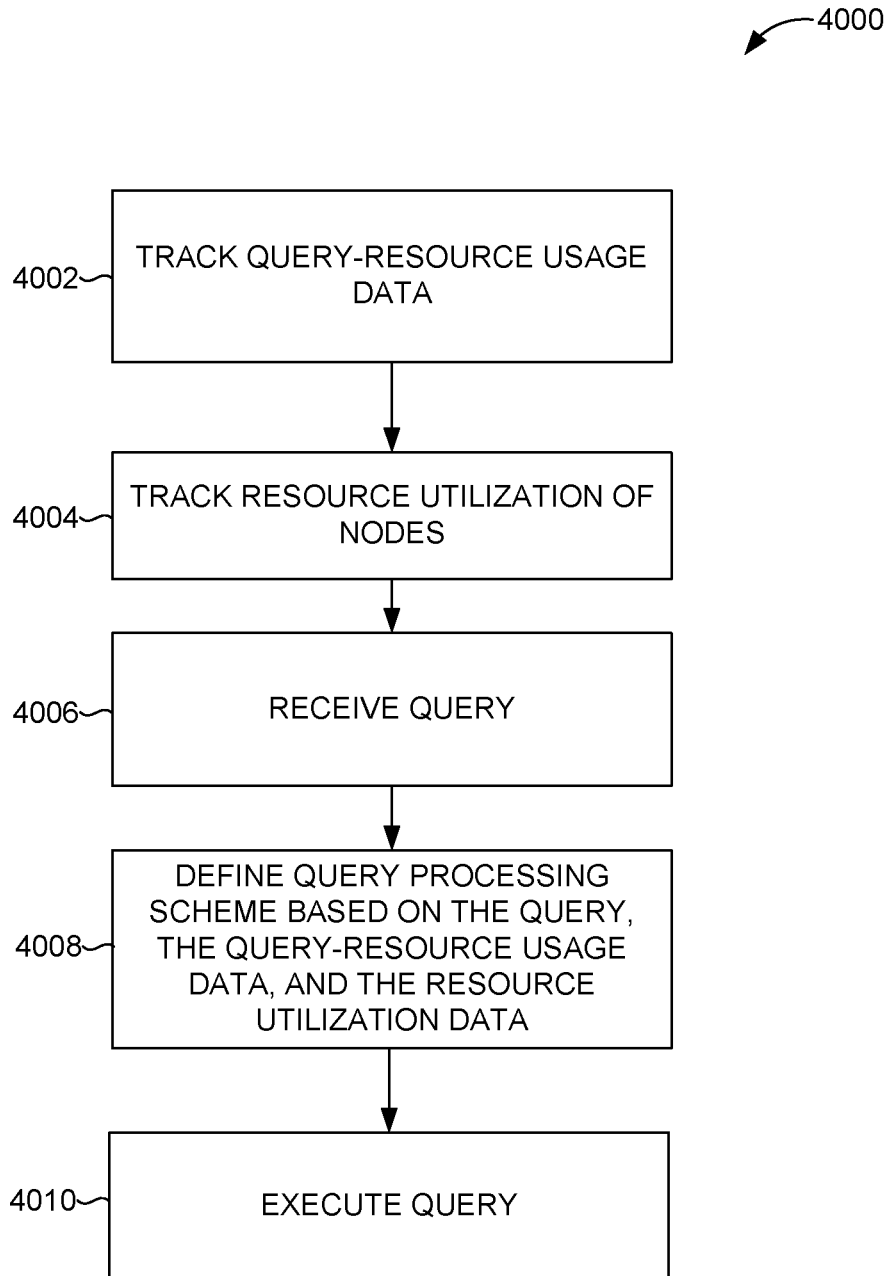 4000
TRACK QUERY-RESOURCE USAGE
DATA
4002
TRACK RESOURCE UTILIZATION OF
NODES
4004
RECEIVE QUERY
4006
DEFINE QUERY PROCESSING
SCHEME BASED ON THE QUERY,
THE QUERY-RESOURCE USAGE
DATA, AND THE RESOURCE
UTILIZATION DATA
4008
EXECUTE QUERY
4010